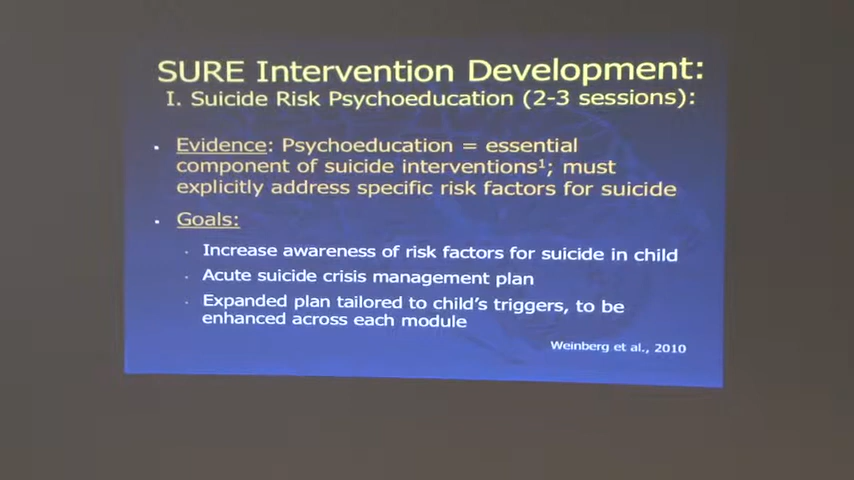 SURE Intervention Development:
I. Suicide Risk Psychoeducation (2-3 sessions):
• Evidence: Psychoeducation = essential
component of suicide interventions¹; must
explicitly address specific risk factors for suicide
• Goals:
· Increase awareness of risk factors for suicide in child
· Acute suicide crisis management plan
· Expanded plan tailored to child's triggers, to be
enhanced across each module
Weinberg et al., 2010